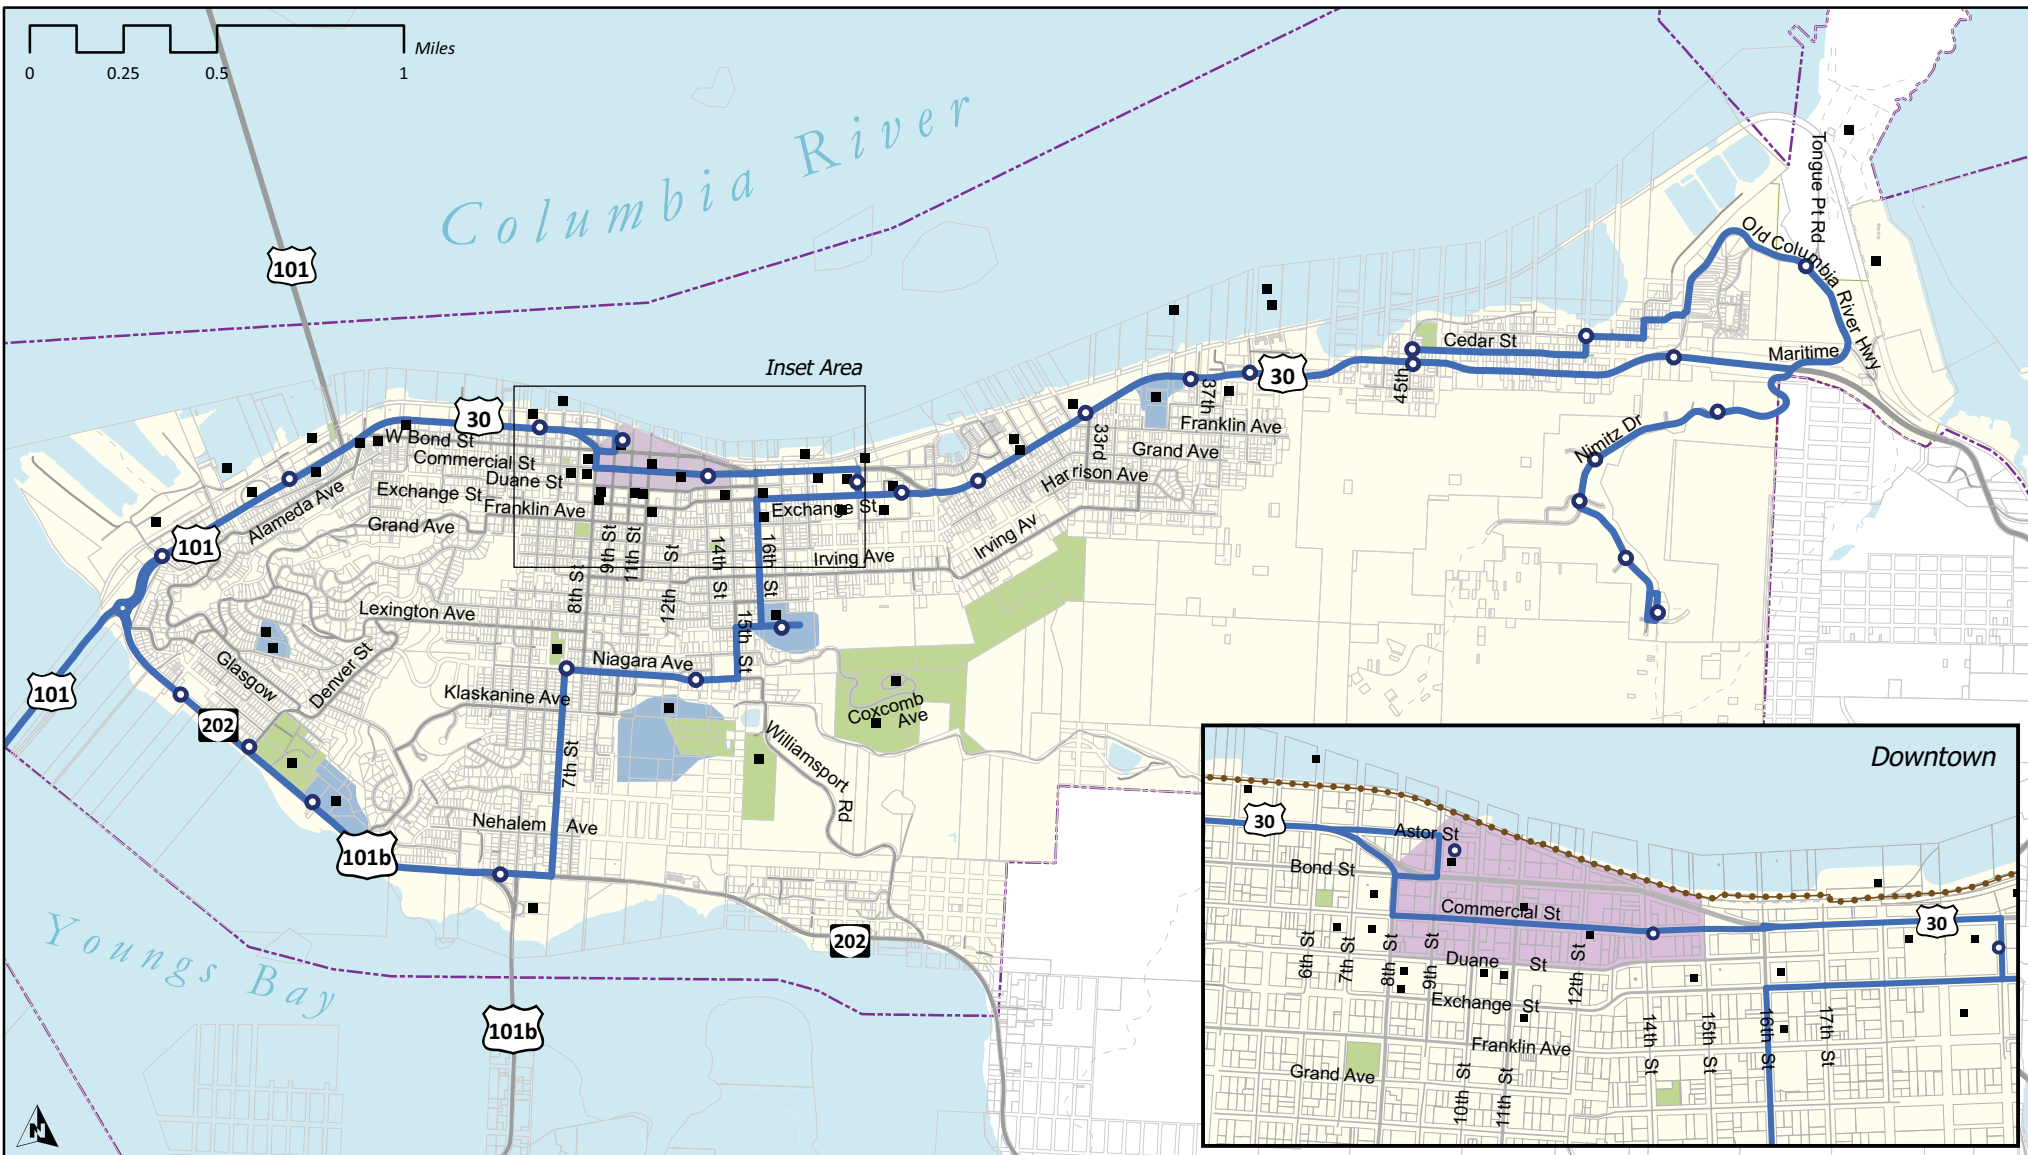 Miles
0
0.25
0.5
1
Columbia River
101
Tongue Pt Rd
Old Columbia River Hwy
Inset Area
30
W Bond St
Commercial St
Duane St
Exchange St
Franklin Ave
Grand Ave
Alameda Ave
101
101
Lexington Ave
Glasgow
Denver St
202
Klaskanine Ave
Niagara Ave
7th St
8th St
9th St
11th St
12th St
14th St
15th St
16th St
Exchange St
Irving Ave
Irving Av
Harrison Ave
Grand Ave
Franklin Ave
33rd
37th
30
45th
Cedar St
Maritime
Nimitz Dr
Coxcomb Ave
Williamsport Rd
Nehalem Ave
101b
202
101b
Youngs Bay
N
Downtown
30
Astor St
Bond St
Commercial St
30
6th St
7th St
8th St
9th St
Duane St
12th St
Exchange St
Franklin Ave
Grand Ave
10th St
11th St
14th St
15th St
16th St
17th St